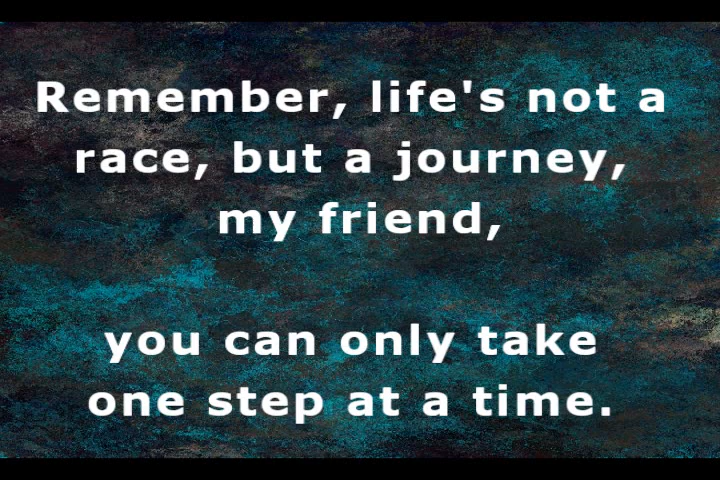 Remember, life's not a
race, but a journey,
my friend,
you can only take
one step at a time.